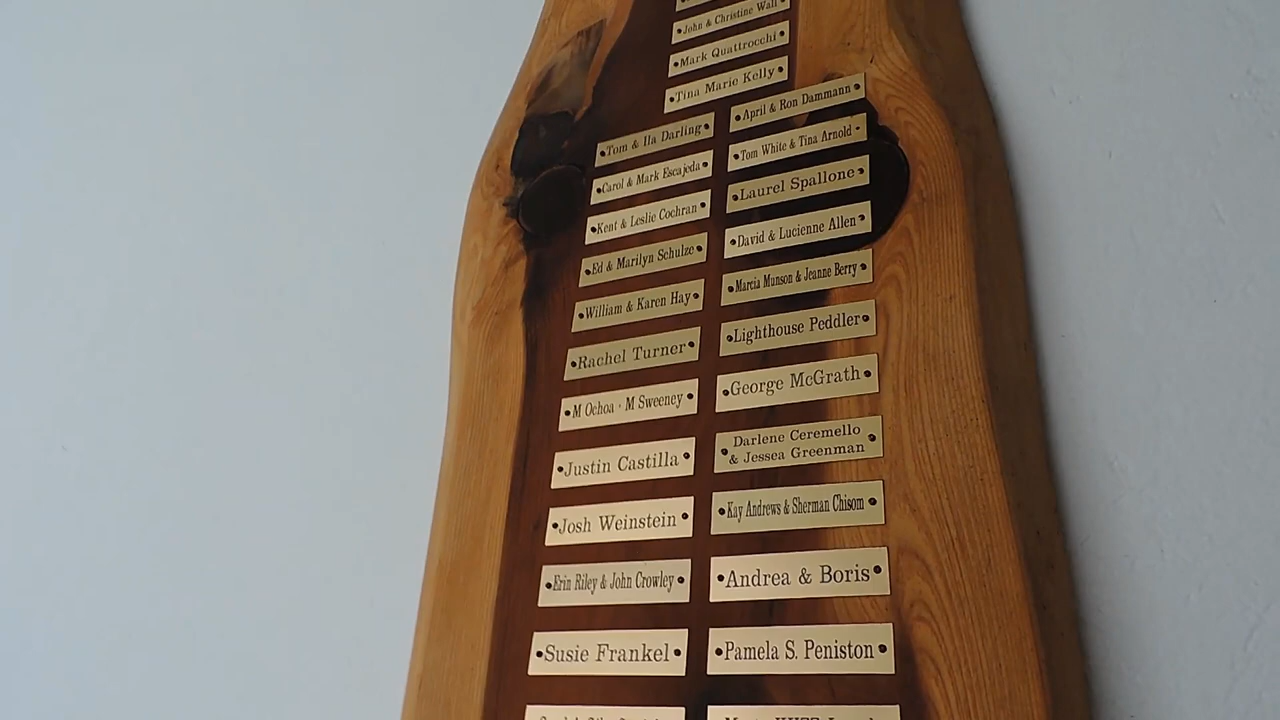 John & Christine Wall
Mark Quattrocchi
Tina Marie Kelly
Tom & Ila Darling
Carol & Mark Escajeda
Kent & Leslie Cochran
Ed & Marilyn Schulze
William & Karen Hay
Rachel Turner
M Ochoa · M Sweeney
Justin Castilla
Josh Weinstein
Erin Riley & John Crowley
Susie Frankel
April & Ron Dammann
Tom White & Tina Arnold
Laurel Spallone
David & Lucienne Allen
Marcia Munson & Jeanne Berry
Lighthouse Peddler
George McGrath
Darlene Ceremello
& Jessea Greenman
Kay Andrews & Sherman Chisom
Andrea & Boris
Pamela S. Peniston